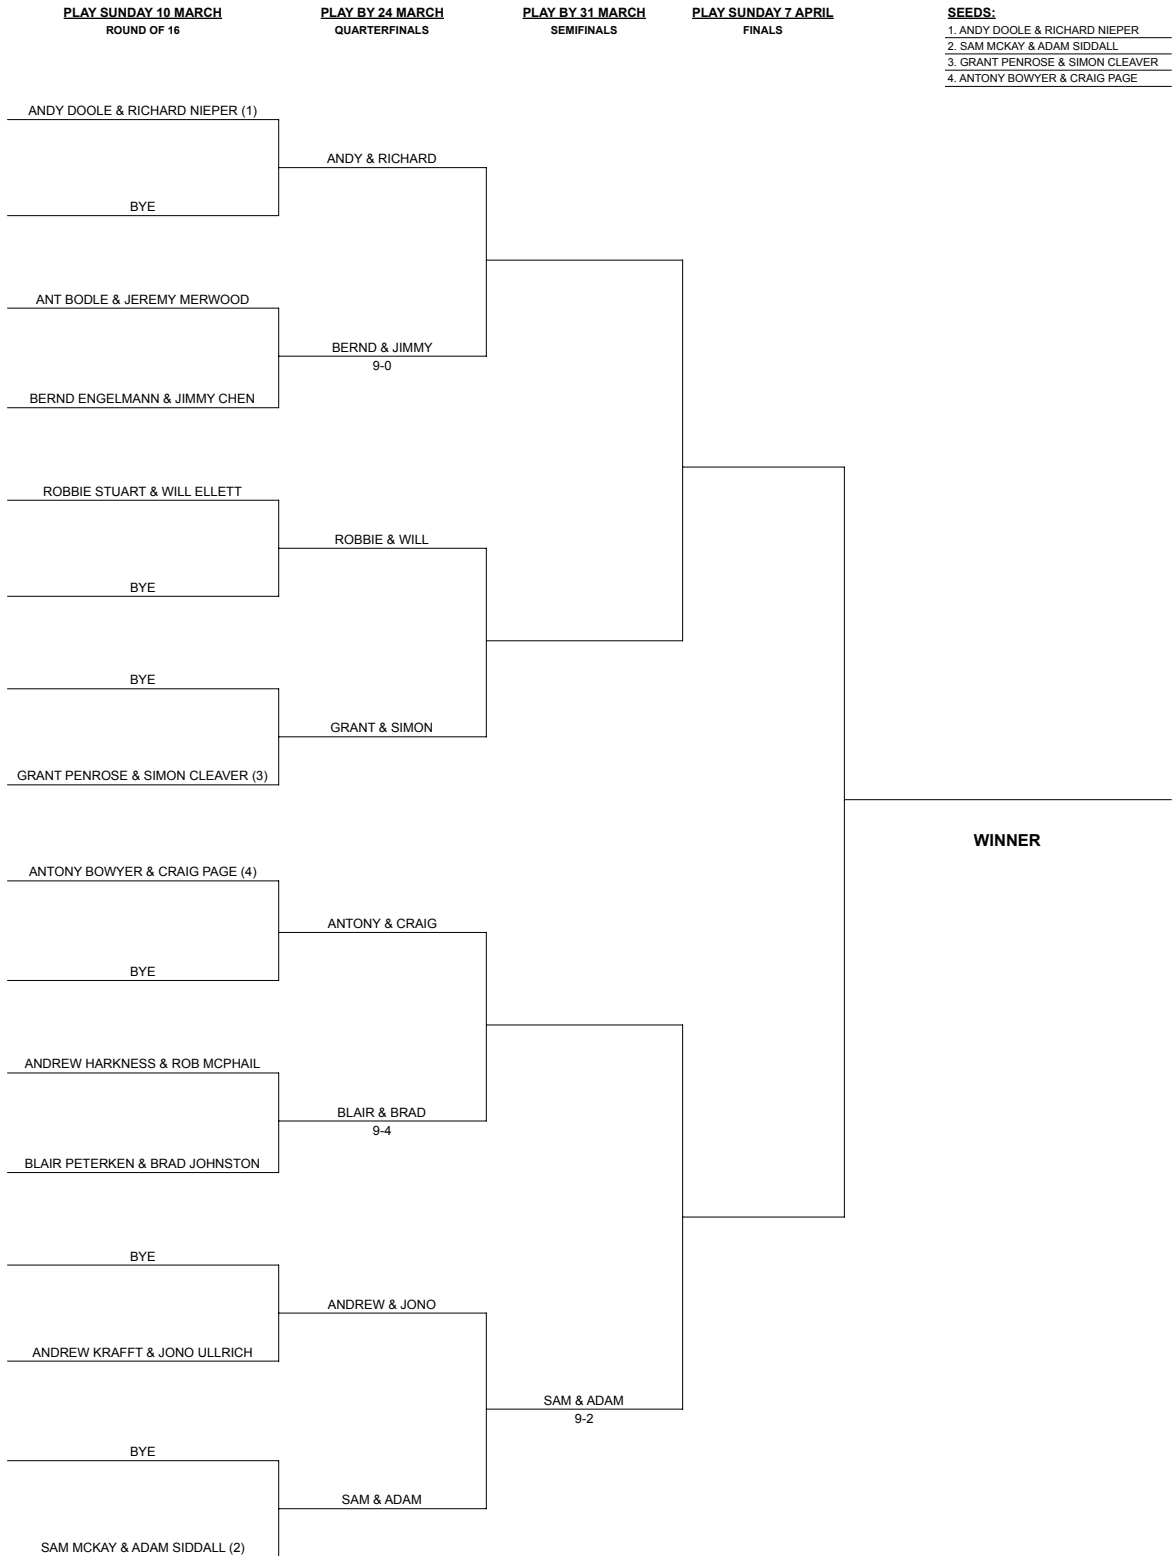 PLAY SUNDAY 10 MARCH
ROUND OF 16
PLAY BY 24 MARCH
QUARTERFINALS
PLAY BY 31 MARCH
SEMIFINALS
PLAY SUNDAY 7 APRIL
FINALS
SEEDS:
1. ANDY DOOLE & RICHARD NIEPER
2. SAM MCKAY & ADAM SIDDALL
3. GRANT PENROSE & SIMON CLEAVER
4. ANTONY BOWYER & CRAIG PAGE
ANDY DOOLE & RICHARD NIEPER (1)
ANDY & RICHARD
BYE
ANT BODLE & JEREMY MERWOOD
BERND & JIMMY
9-0
BERND ENGELMANN & JIMMY CHEN
ROBBIE STUART & WILL ELLETT
ROBBIE & WILL
BYE
BYE
GRANT & SIMON
GRANT PENROSE & SIMON CLEAVER (3)
WINNER
ANTONY BOWYER & CRAIG PAGE (4)
ANTONY & CRAIG
BYE
ANDREW HARKNESS & ROB MCPHAIL
BLAIR & BRAD
9-4
BLAIR PETERKEN & BRAD JOHNSTON
BYE
ANDREW & JONO
ANDREW KRAFFT & JONO ULLRICH
SAM & ADAM
9-2
BYE
SAM & ADAM
SAM MCKAY & ADAM SIDDALL (2)